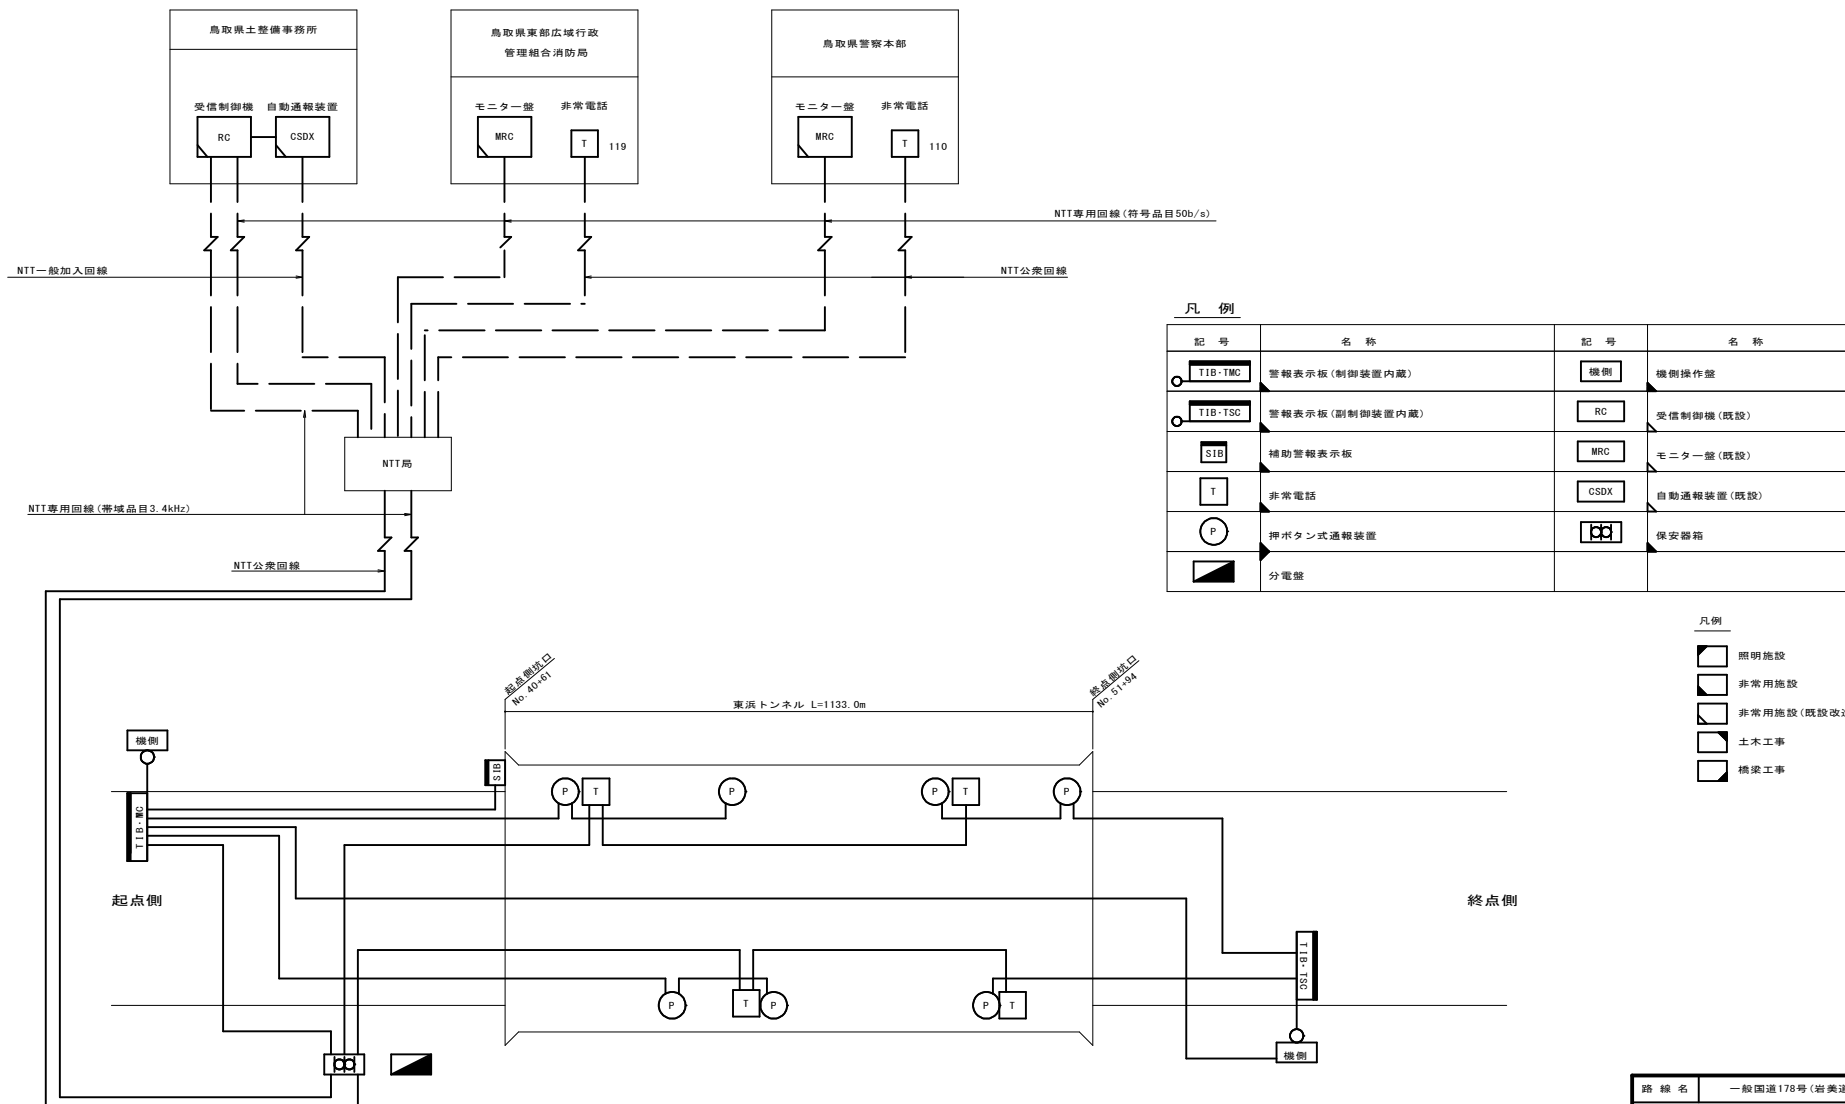 鳥取県土整備事務所
受信制御機 自動通報装置
RC CSDX
鳥取県東部広域行政
管理組合消防局
モニター盤 非常電話
MRC T 119
鳥取県警察本部
モニター盤 非常電話
MRC T 110
NTT専用回線(符号品目50b/s)
NTT一般加入回線
NTT公衆回線
NTT局
NTT専用回線(帯域品目3.4kHz)
NTT公衆回線
凡 例
記 号 名 称 記 号 名 称
TIB・TMC 警報表示板(制御装置内蔵) 機側 機側操作盤
TIB・TSC 警報表示板(副制御装置内蔵) RC 受信制御機(既設)
SIB 補助警報表示板 MRC モニター盤(既設)
T 非常電話 CSDX 自動通報装置(既設)
P 押ボタン式通報装置 保安器箱
分電盤
凡例
照明施設
非常用施設
非常用施設(既設改
土木工事
橋梁工事
起点側坑口
No.40+61
終点側坑口
No.51+94
東浜トンネル L=1133.0m
機側
SIB
P T P P T P
起点側
終点側
TIB・TSC
P T P P T
機側
路 線 名 一般国道178号(岩美